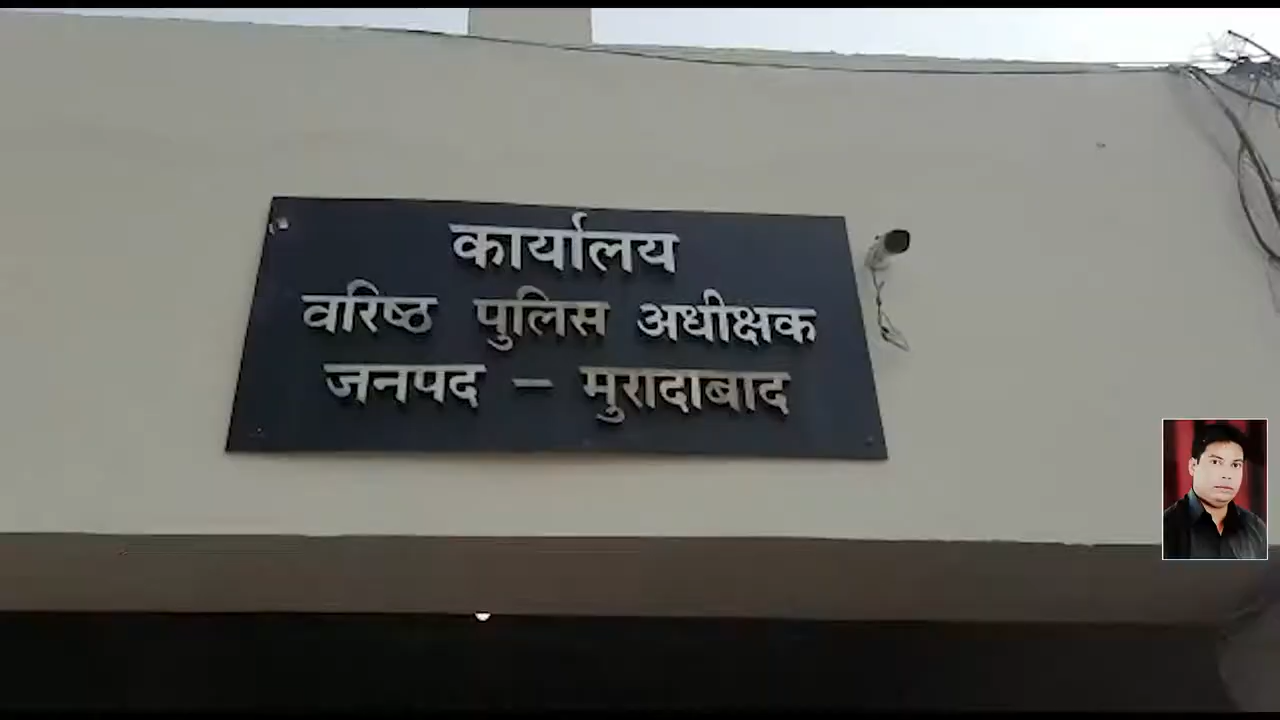 कार्यालय
वरिष्ठ पुलिस अधीक्षक
जनपद – मुरादाबाद